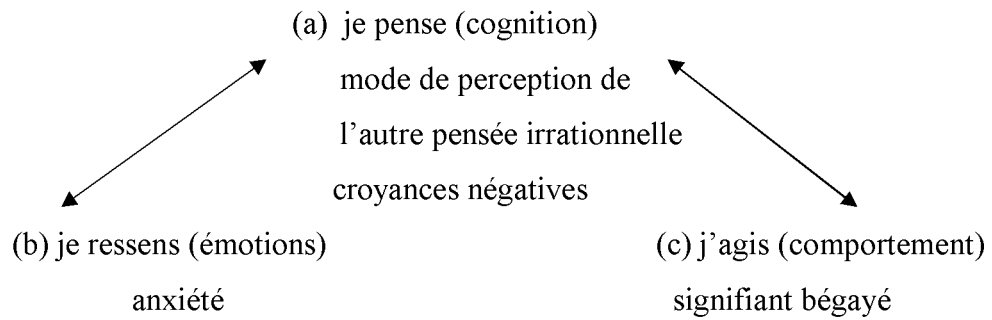 (a) je pense (cognition)
mode de perception de
l’autre pensée irrationnelle
croyances négatives
(b) je ressens (émotions)
anxiété
(c) j’agis (comportement)
signifiant bégayé